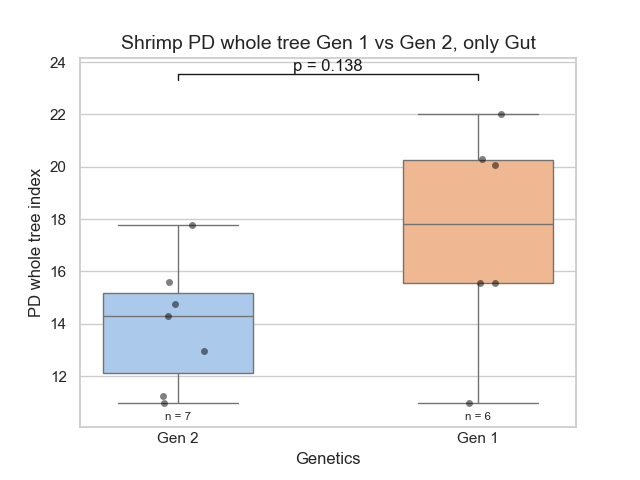 Shrimp PD whole tree Gen 1 vs Gen 2, only Gut
p = 0.138
24
22
20
18
16
14
12
PD whole tree index
n = 7
n = 6
Gen 2
Gen 1
Genetics